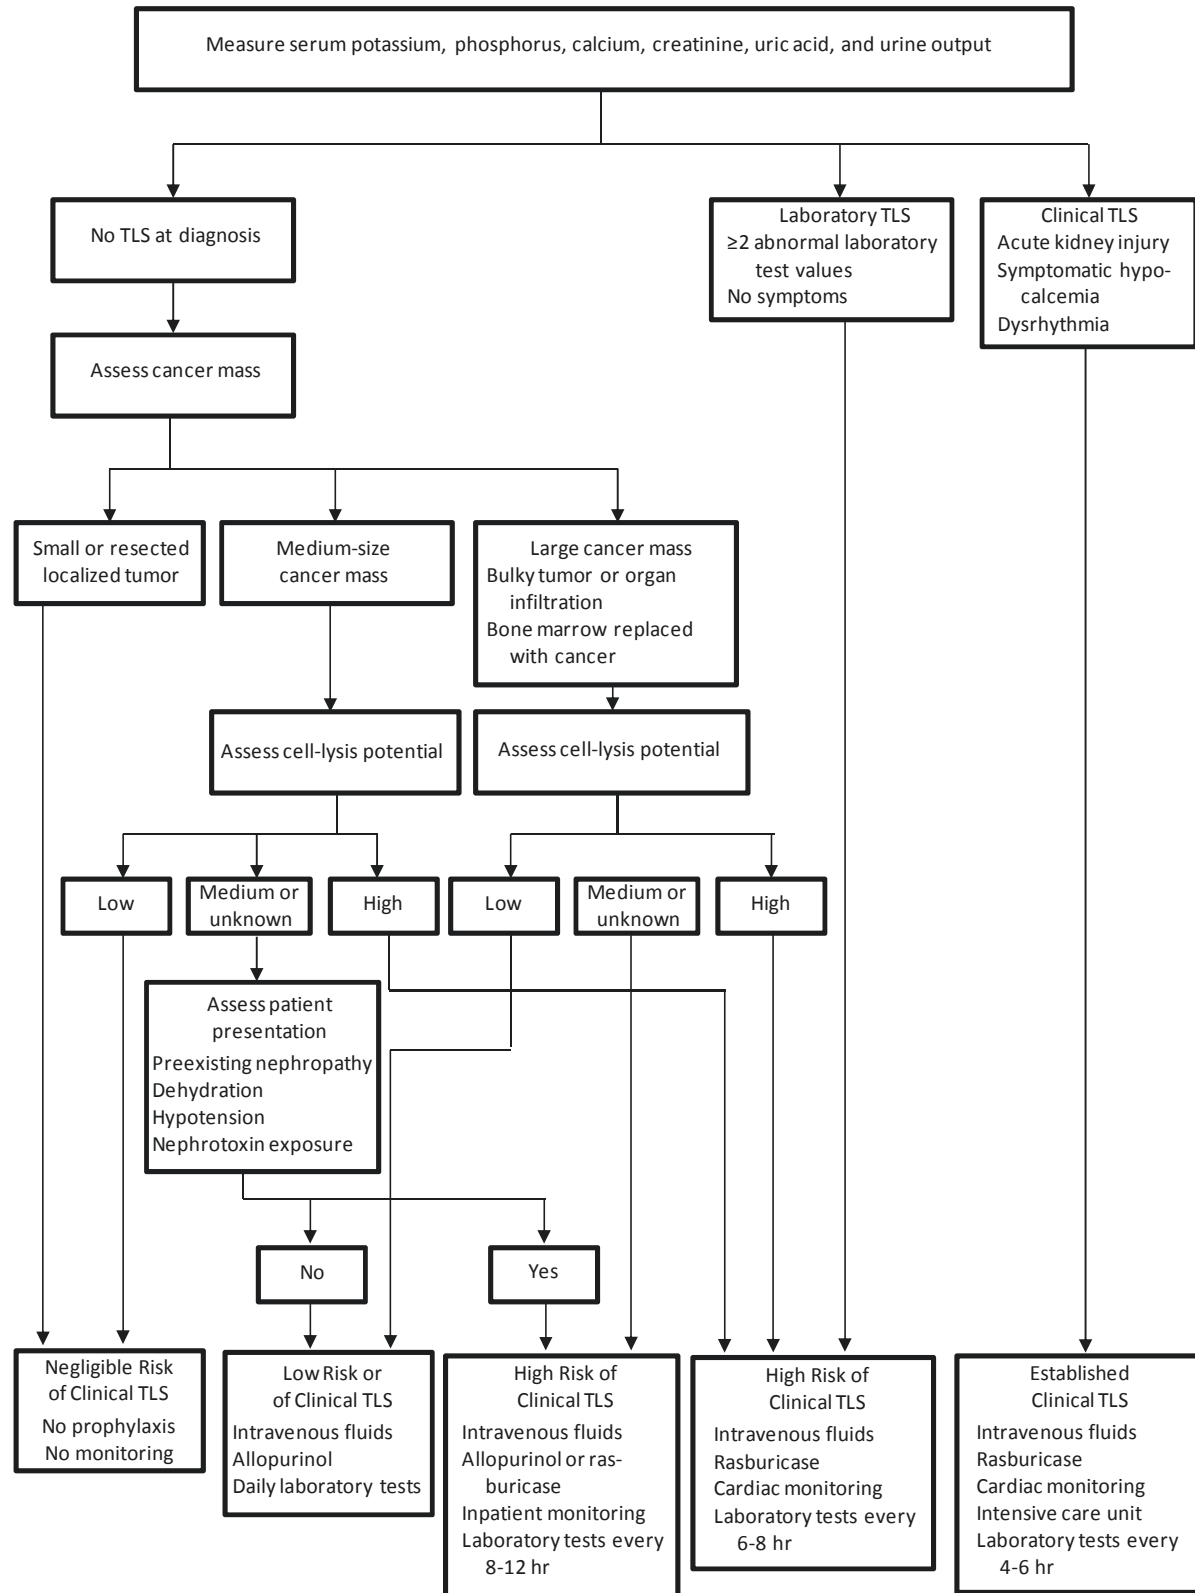 Measure serum potassium, phosphorus, calcium, creatinine, uric acid, and urine output
No TLS at diagnosis
Laboratory TLS
≥2 abnormal laboratory
test values
No symptoms
Clinical TLS
Acute kidney injury
Symptomatic hypo-
calcemia
Dysrhythmia
Assess cancer mass
Small or resected
localized tumor
Medium-size
cancer mass
Large cancer mass
Bulky tumor or organ
infiltration
Bone marrow replaced
with cancer
Assess cell-lysis potential
Assess cell-lysis potential
Low
Medium or
unknown
High
Low
Medium or
unknown
High
Assess patient
presentation
Preexisting nephropathy
Dehydration
Hypotension
Nephrotoxin exposure
No
Yes
Negligible Risk
of Clinical TLS
No prophylaxis
No monitoring
Low Risk or
of Clinical TLS
Intravenous fluids
Allopurinol
Daily laboratory tests
High Risk of
Clinical TLS
Intravenous fluids
Allopurinol or ras-
buricase
Inpatient monitoring
Laboratory tests every
8-12 hr
High Risk of
Clinical TLS
Intravenous fluids
Rasburicase
Cardiac monitoring
Laboratory tests every
6-8 hr
Established
Clinical TLS
Intravenous fluids
Rasburicase
Cardiac monitoring
Intensive care unit
Laboratory tests every
4-6 hr